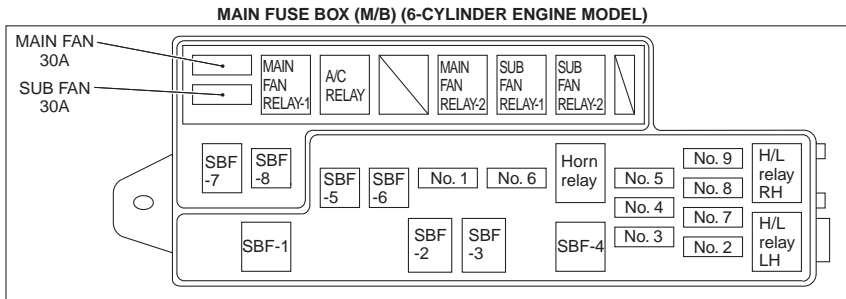 MAIN FUSE BOX (M/B) (6-CYLINDER ENGINE MODEL)
MAIN FAN
30A
SUB FAN
30A
MAIN
FAN
RELAY-1
A/C
RELAY
MAIN
FAN
RELAY-2
SUB
FAN
RELAY-1
SUB
FAN
RELAY-2
SBF
-7
SBF
-8
SBF
-5
SBF
-6
No. 1
No. 6
Horn
relay
No. 5
No. 4
No. 3
No. 9
No. 8
No. 7
No. 2
H/L
relay
RH
SBF-1
SBF
-2
SBF
-3
SBF-4
H/L
relay
LH